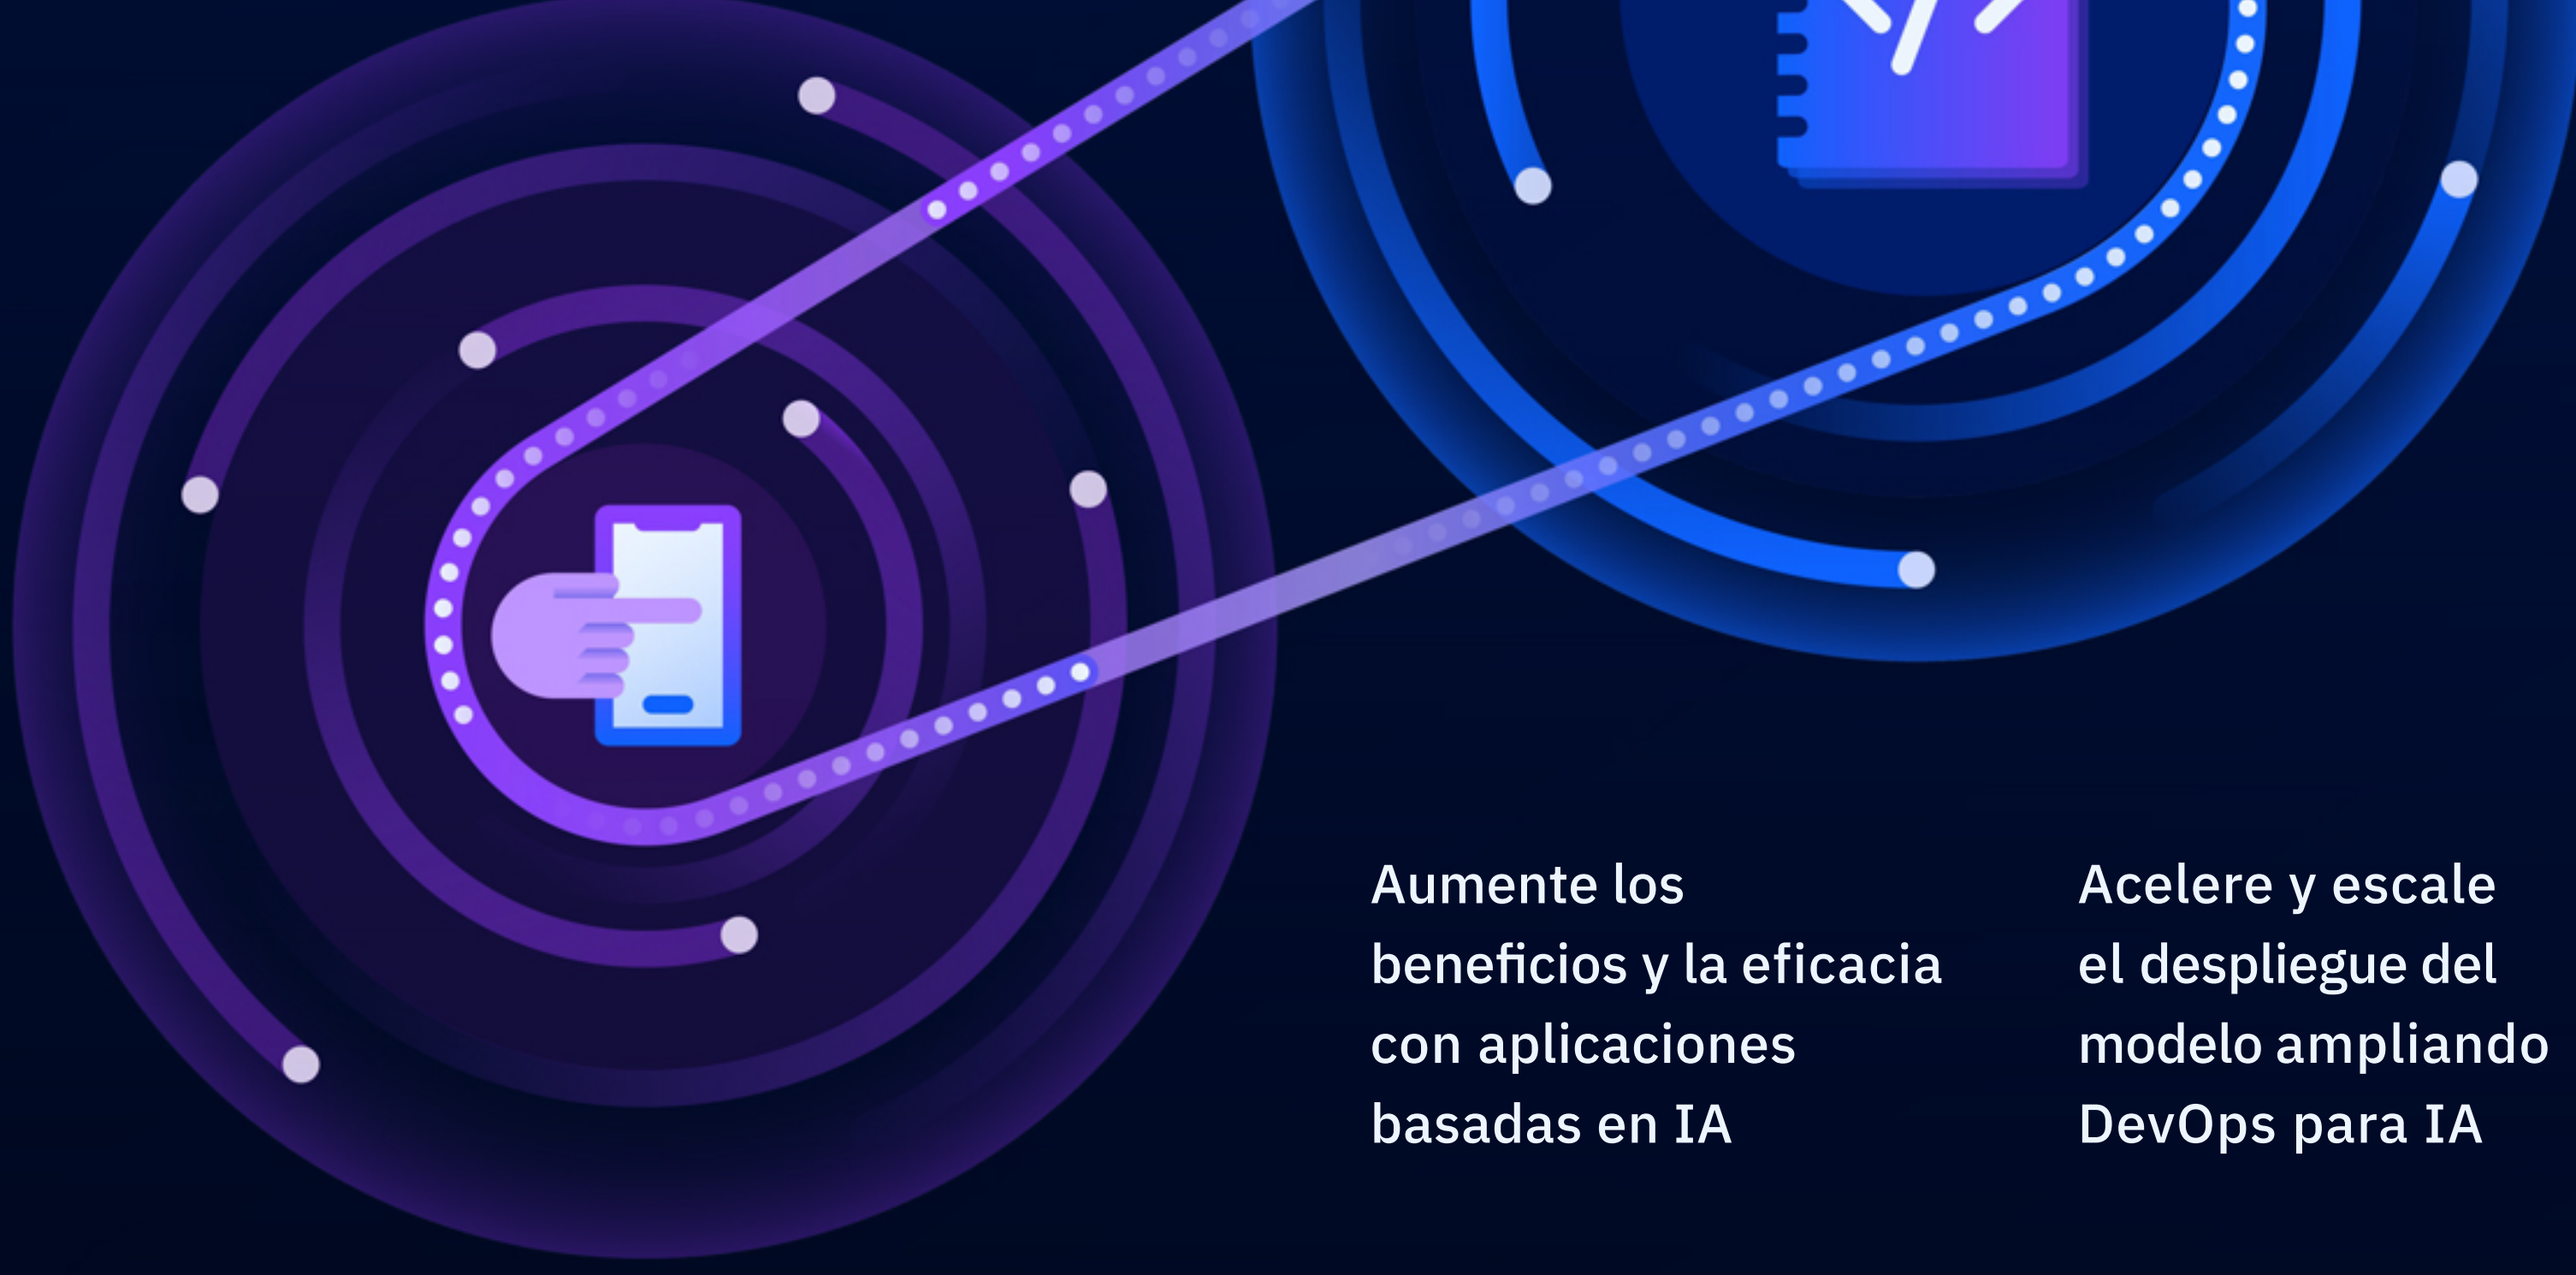 Aumente los
beneficios y la eficacia
con aplicaciones
basadas en IA
Acelere y escale
el despliegue del
modelo ampliando
DevOps para IA